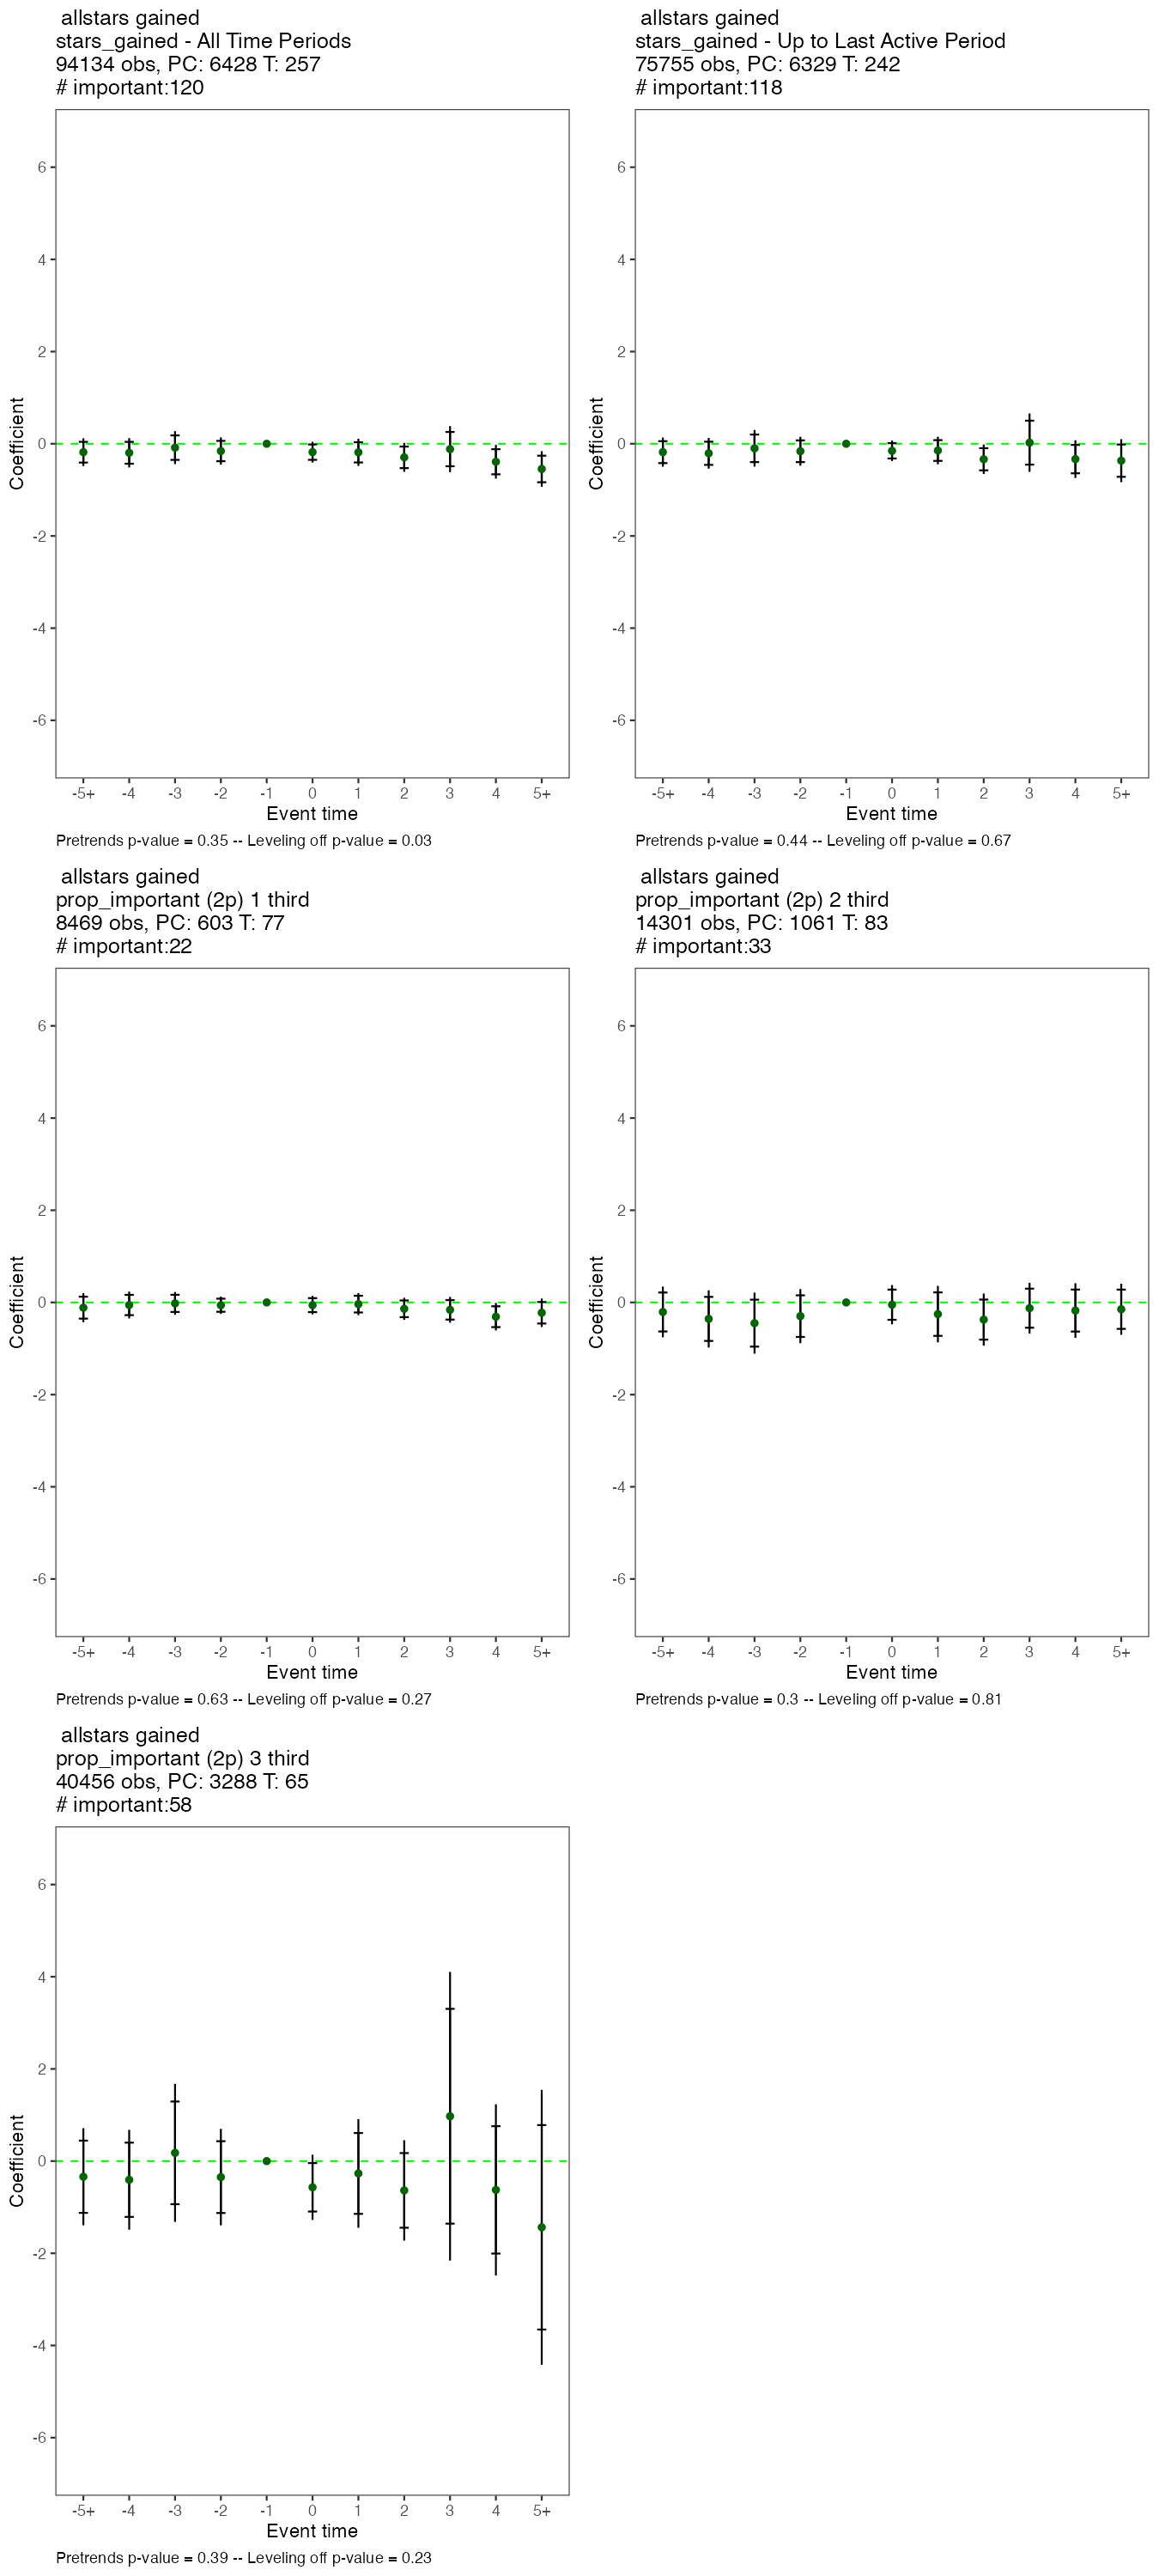 allstars gained
stars_gained - All Time Periods
94134 obs, PC: 6428 T: 257
# important:120
6
4
2
0
-2
-4
-6
Coefficient
-5+ -4 -3 -2 -1 0 1 2 3 4 5+
Event time
Pretrends p-value = 0.35 -- Leveling off p-value = 0.03
allstars gained
stars_gained - Up to Last Active Period
75755 obs, PC: 6329 T: 242
# important:118
6
4
2
0
-2
-4
-6
Coefficient
-5+ -4 -3 -2 -1 0 1 2 3 4 5+
Event time
Pretrends p-value = 0.44 -- Leveling off p-value = 0.67
allstars gained
prop_important (2p) 1 third
8469 obs, PC: 603 T: 77
# important:22
6
4
2
0
-2
-4
-6
Coefficient
-5+ -4 -3 -2 -1 0 1 2 3 4 5+
Event time
Pretrends p-value = 0.63 -- Leveling off p-value = 0.27
allstars gained
prop_important (2p) 2 third
14301 obs, PC: 1061 T: 83
# important:33
6
4
2
0
-2
-4
-6
Coefficient
-5+ -4 -3 -2 -1 0 1 2 3 4 5+
Event time
Pretrends p-value = 0.3 -- Leveling off p-value = 0.81
allstars gained
prop_important (2p) 3 third
40456 obs, PC: 3288 T: 65
# important:58
6
4
2
0
-2
-4
-6
Coefficient
-5+ -4 -3 -2 -1 0 1 2 3 4 5+
Event time
Pretrends p-value = 0.39 -- Leveling off p-value = 0.23